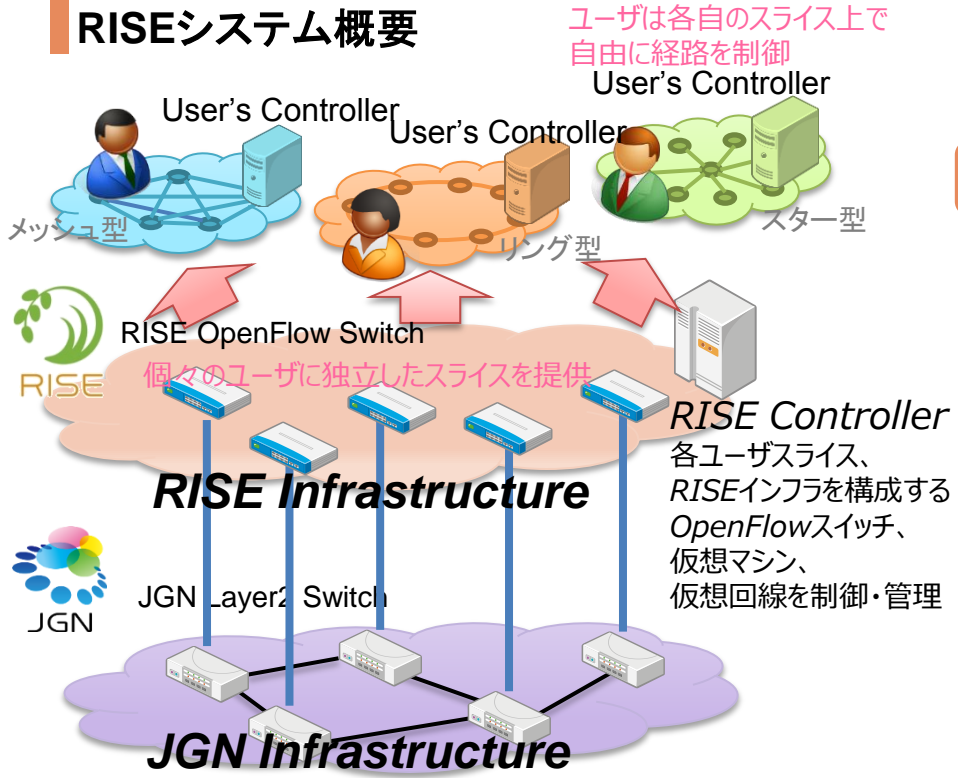 RISEシステム概要
ユーザは各自のスライス上で
自由に経路を制御
User's Controller
User's Controller
User's Controller
メッシュ型
リング型
スター型
RISE
RISE OpenFlow Switch
個々のユーザに独立したスライスを提供
RISE Infrastructure
RISE Controller
各ユーザスライス、
RISEインフラを構成する
OpenFlowスイッチ、
仮想マシン、
仮想回線を制御・管理
JGN
JGN Layer2 Switch
JGN Infrastructure